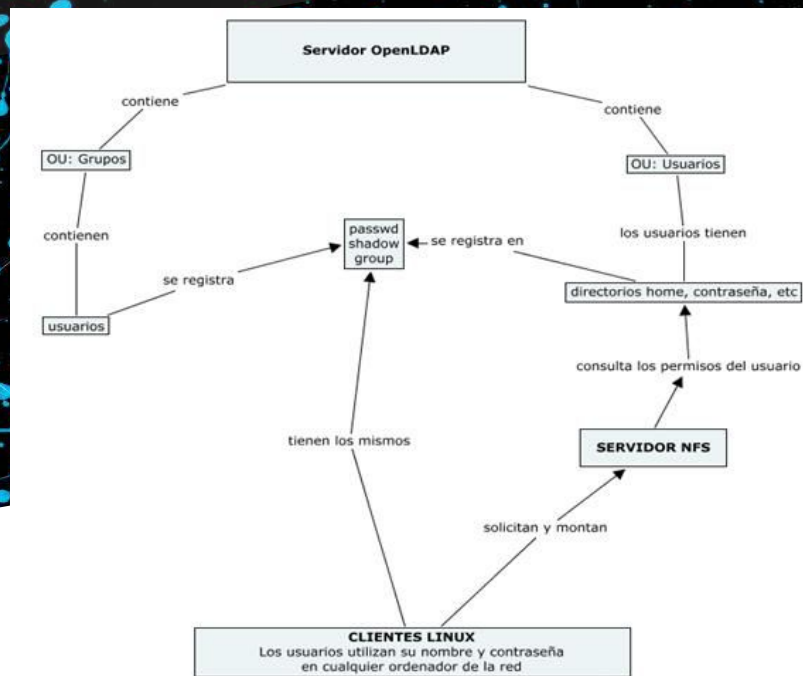 Servidor OpenLDAP
contiene
contiene
OU: Grupos
OU: Usuarios
contienen
passwd
shadow
group
se registra en
los usuarios tienen
se registra
directorios home, contraseña, etc
usuarios
consulta los permisos del usuario
tienen los mismos
SERVIDOR NFS
solicitan y montan
CLIENTES LINUX
Los usuarios utilizan su nombre y contraseña
en cualquier ordenador de la red